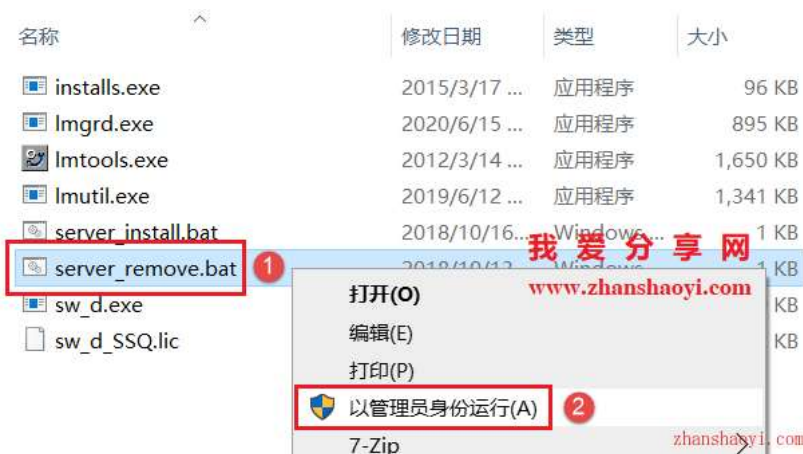 名称 修改日期 类型 大小
installs.exe 2015/3/17 ... 应用程序 96 KB
lmgrd.exe 2020/6/15 ... 应用程序 895 KB
lmtools.exe 2012/3/14 ... 应用程序 1,650 KB
lmutil.exe 2019/6/12 ... 应用程序 1,341 KB
server_install.bat 2018/10/16... Windows ... 1 KB
我爱分享网
server_remove.bat 1 2018/10/12 Windows 1 KB
www.zhanshaoyi.com
sw_d.exe KB
sw_d_SSQ.lic KB
打开(O)
编辑(E)
打印(P)
以管理员身份运行(A) 2
7-Zip
zhanshaoyi.com